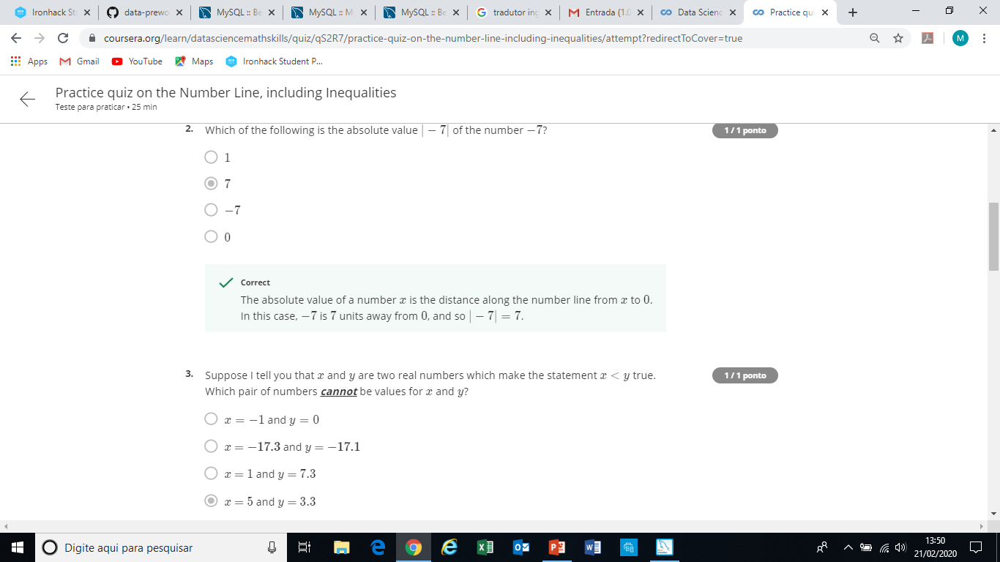 Ironhack St
data-prewo
MySQL :: Be
MySQL :: M
MySQL :: Be
tradutor ing
Entrada (1.0
Data Scienc
Practice qui
coursera.org/learn/datasciencemathskills/quiz/qS2R7/practice-quiz-on-the-number-line-including-inequalities/attempt?redirectToCover=true
M
Apps
Gmail
YouTube
Maps
Ironhack Student P...
Practice quiz on the Number Line, including Inequalities
Teste para praticar • 25 min
2. Which of the following is the absolute value | − 7| of the number −7?
1 / 1 ponto
1
7
−7
0
Correct
The absolute value of a number x is the distance along the number line from x to 0.
In this case, −7 is 7 units away from 0, and so | − 7| = 7.
3. Suppose I tell you that x and y are two real numbers which make the statement x < y true.
1 / 1 ponto
Which pair of numbers cannot be values for x and y?
x = −1 and y = 0
x = −17.3 and y = −17.1
x = 1 and y = 7.3
x = 5 and y = 3.3
Digite aqui para pesquisar
13:50
21/02/2020